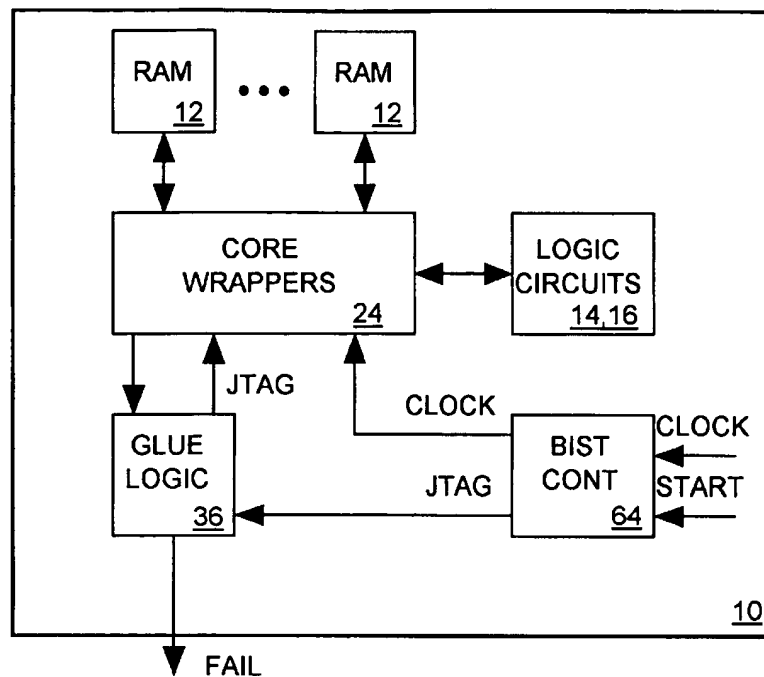 RAM
12
RAM
12
CORE
WRAPPERS
24
LOGIC
CIRCUITS
14,16
JTAG
CLOCK
GLUE
LOGIC
36
JTAG
BIST
CONT
64
CLOCK
START
10
FAIL